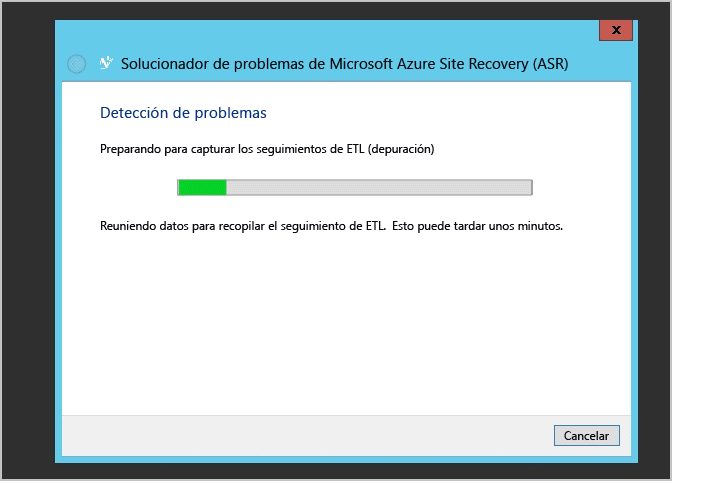 x
Solucionador de problemas de Microsoft Azure Site Recovery (ASR)
Detección de problemas
Preparando para capturar los seguimientos de ETL (depuración)
Reuniendo datos para recopilar el seguimiento de ETL. Esto puede tardar unos minutos.
Cancelar